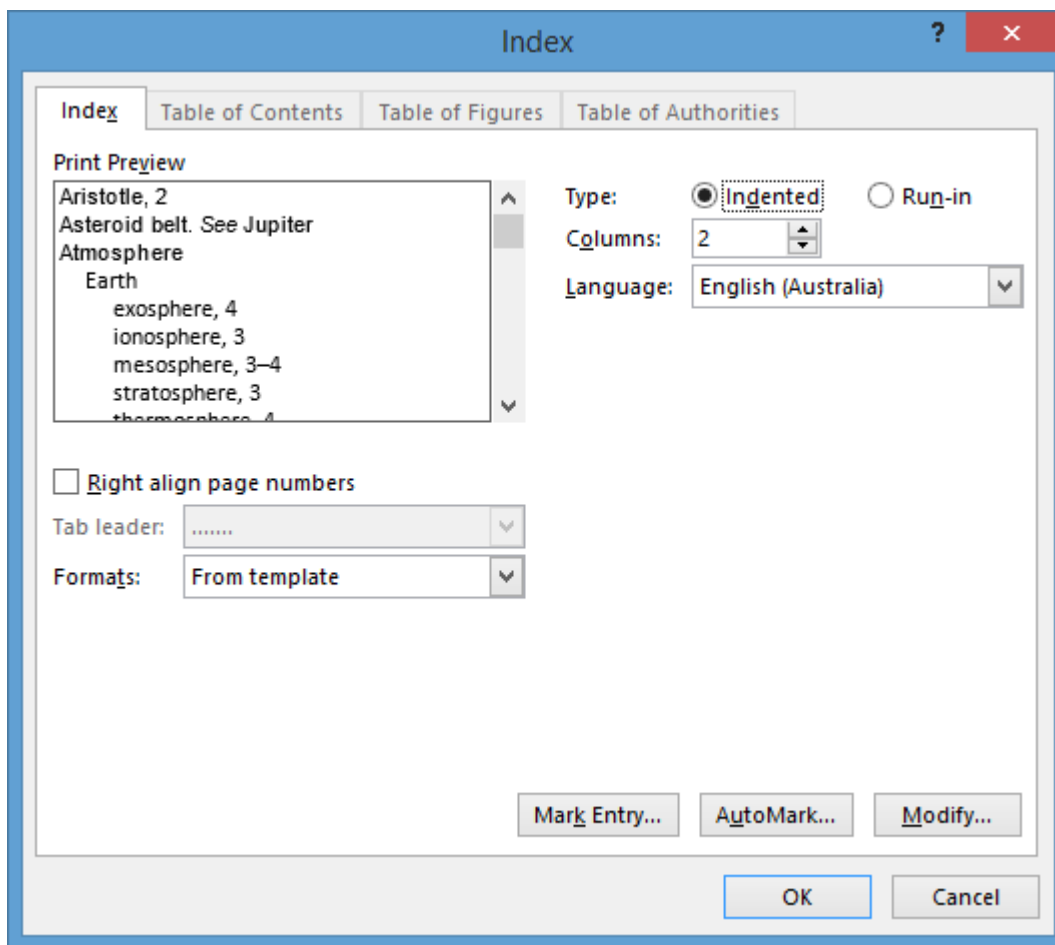 Index
?
Index Table of Contents Table of Figures Table of Authorities
Print Preview
Aristotle, 2
Asteroid belt. See Jupiter
Atmosphere
Earth
exosphere, 4
ionosphere, 3
mesosphere, 3–4
stratosphere, 3
thermosphere, 4
Type: Indented Run-in
Columns: 2
Language: English (Australia)
Right align page numbers
Tab leader: .......
Formats: From template
Mark Entry... AutoMark... Modify...
OK Cancel